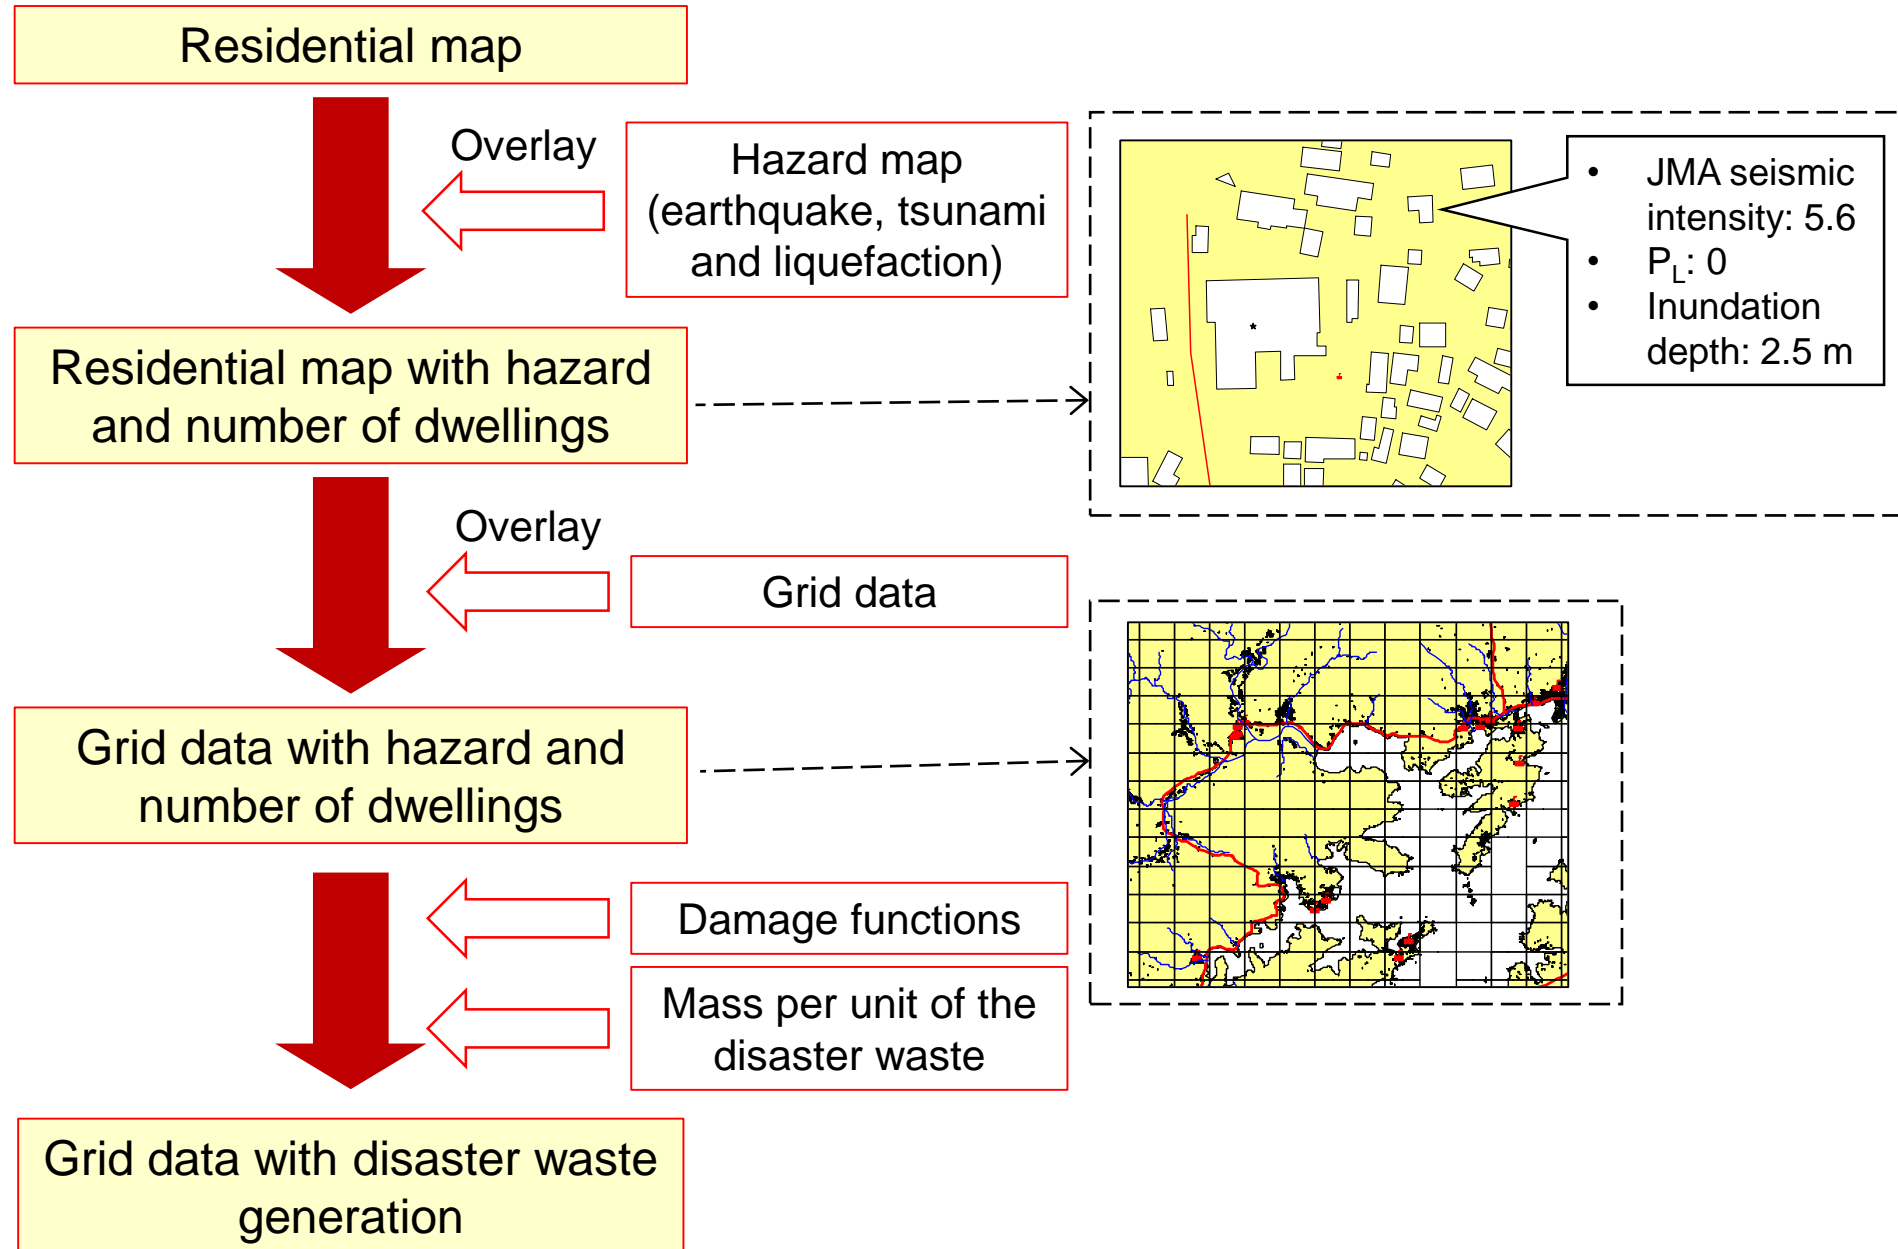 Residential map
Overlay
Hazard map
(earthquake, tsunami
and liquefaction)
• JMA seismic
intensity: 5.6
• P_L: 0
• Inundation
depth: 2.5 m
Residential map with hazard
and number of dwellings
Overlay
Grid data
Grid data with hazard and
number of dwellings
Damage functions
Mass per unit of the
disaster waste
Grid data with disaster waste
generation